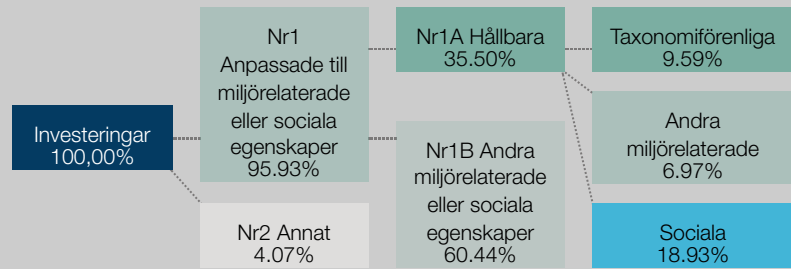 Investeringar
100,00%
Nr1
Anpassade till
miljörelaterade
eller sociala
egenskaper
95.93%
Nr2 Annat
4.07%
Nr1A Hållbara
35.50%
Nr1B Andra
miljörelaterade
eller sociala
egenskaper
60.44%
Taxonomiförenliga
9.59%
Andra
miljörelaterade
6.97%
Sociala
18.93%